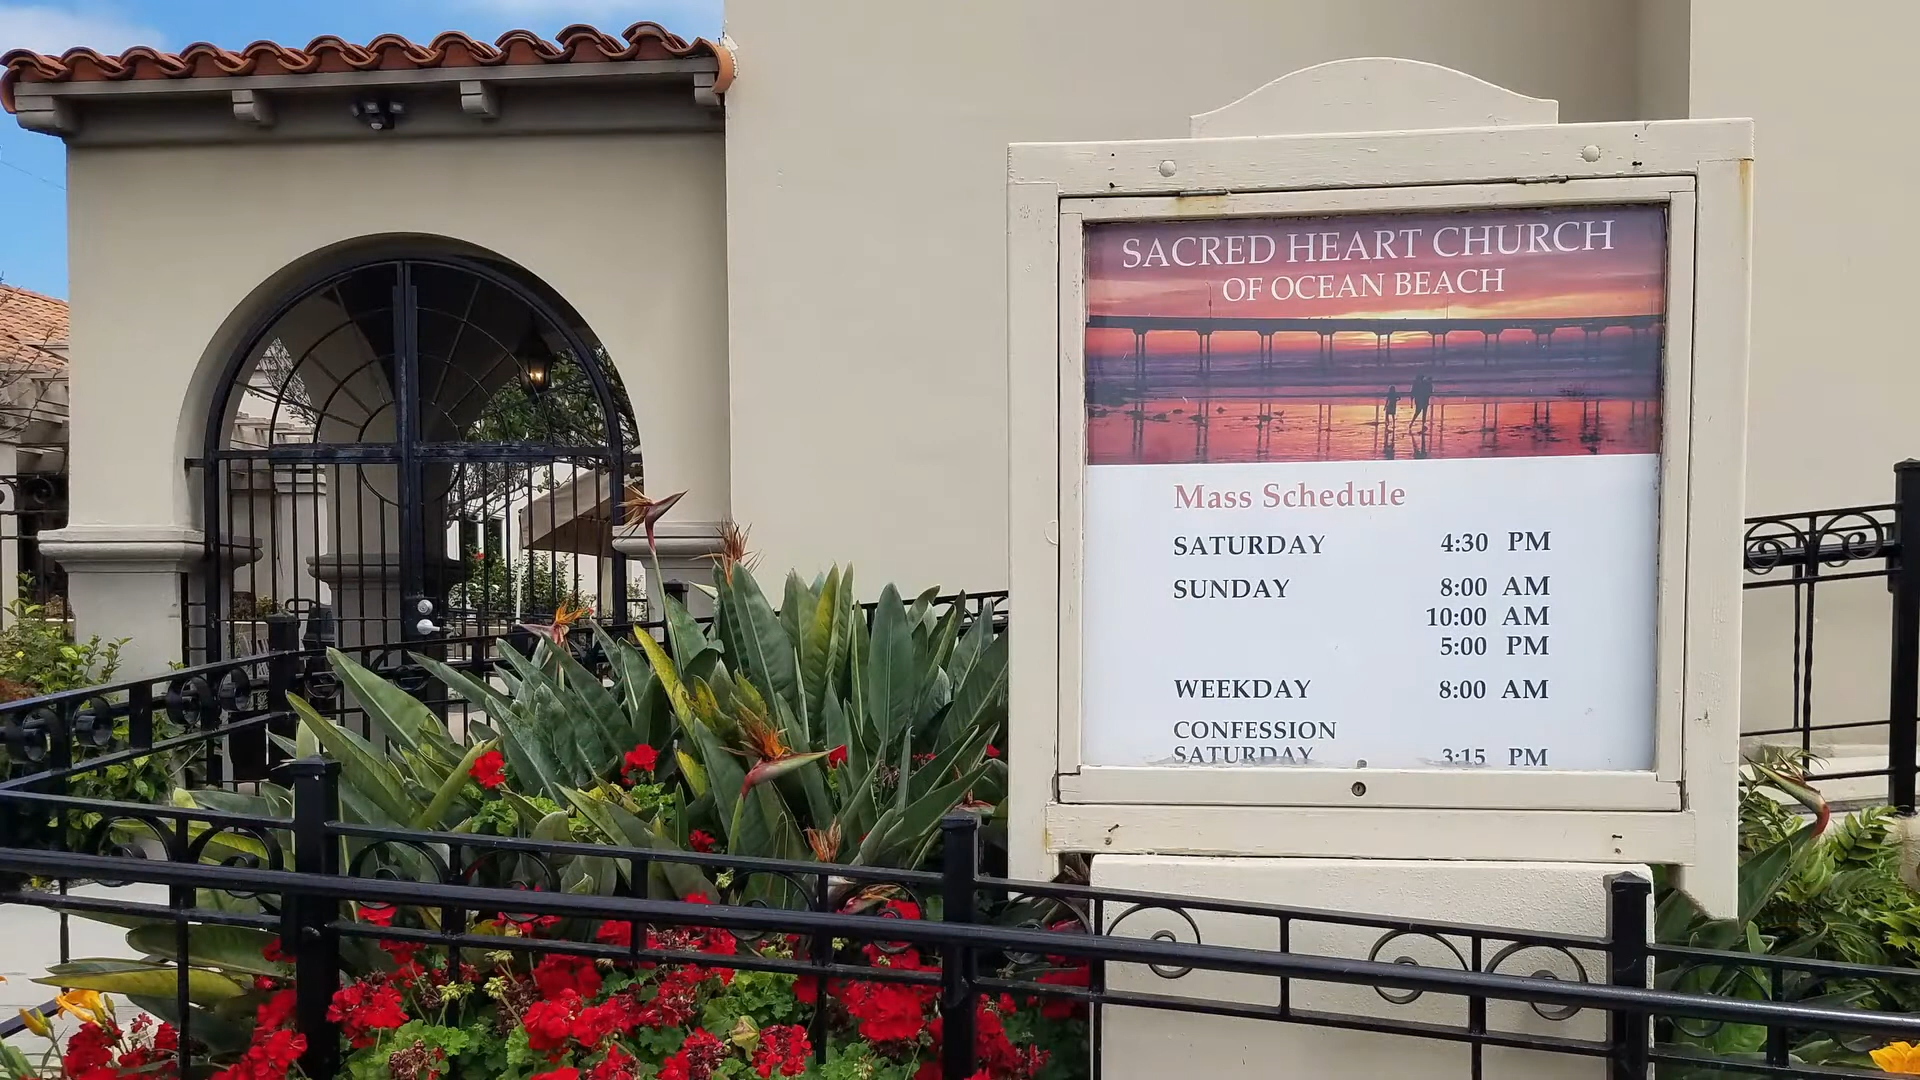 SACRED HEART CHURCH
OF OCEAN BEACH
Mass Schedule
SATURDAY 4:30 PM
SUNDAY 8:00 AM
10:00 AM
5:00 PM
WEEKDAY 8:00 AM
CONFESSION
SATURDAY 3:15 PM